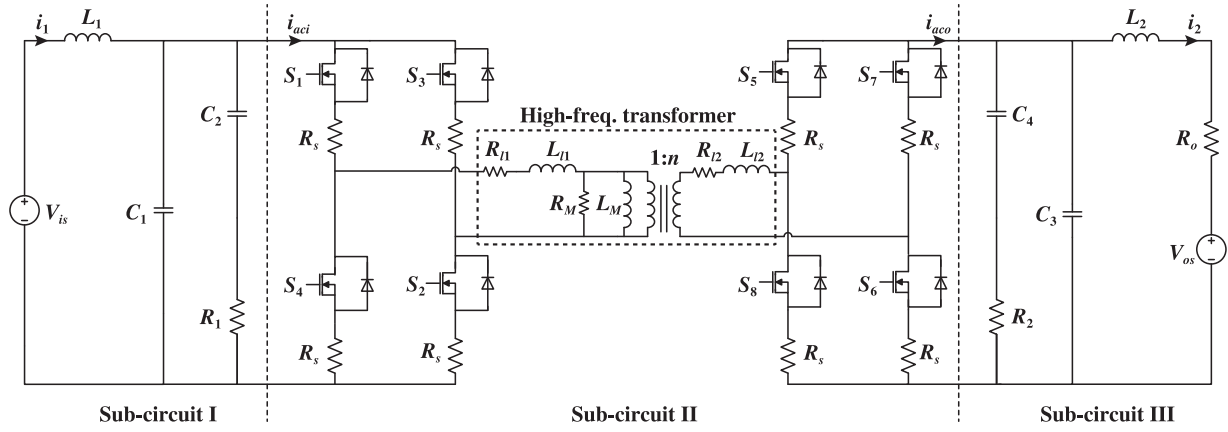 i1
L1
iaci
iaco
L2
i2
S1
S3
S5
S7
C2
C4
Rs
Rs
High-freq. transformer
Rs
Rs
Ro
Rl1
Ll1
1:n
Rl2
Ll2
Vis
C1
RM
LM
C3
Vos
S4
S2
S8
S6
R1
R2
Rs
Rs
Rs
Rs
Sub-circuit I
Sub-circuit II
Sub-circuit III